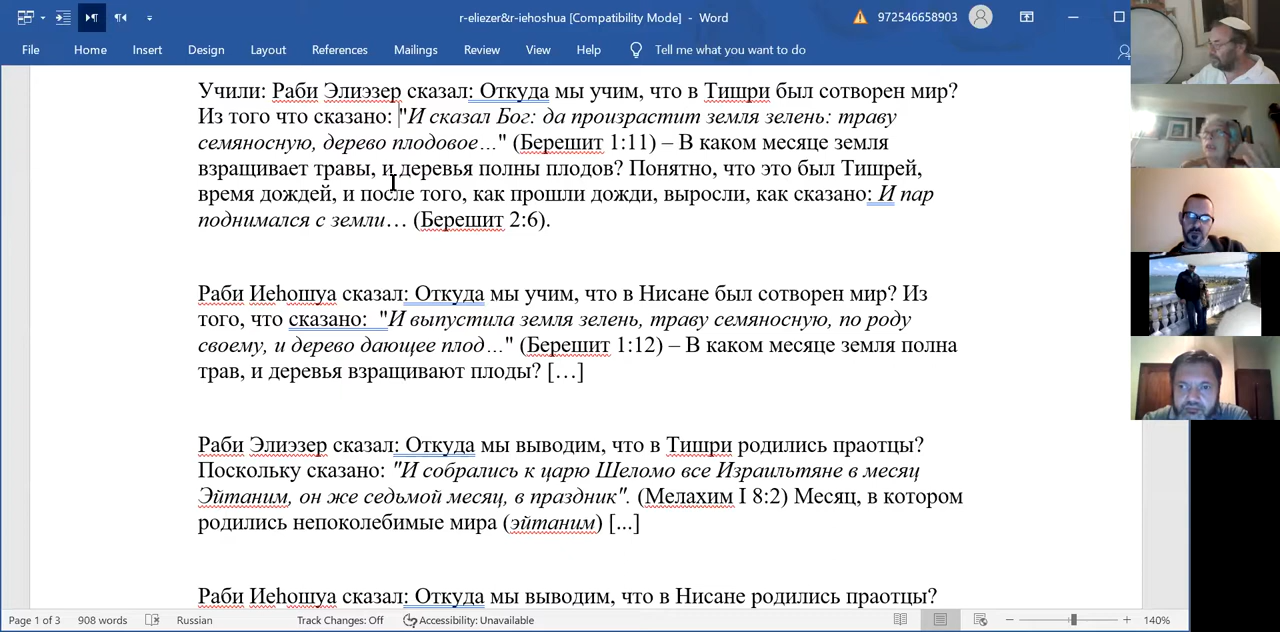 r-eliezer&r-iehoshua [Compatibility Mode] - Word
972546658903
File Home Insert Design Layout References Mailings Review View Help Tell me what you want to do
Учили: Раби Элиэзер сказал: Откуда мы учим, что в Тишри был сотворен мир?
Из того что сказано: "И сказал Бог: да произрастит земля зелень: траву
семяносную, дерево плодовое…" (Берешит 1:11) – В каком месяце земля
взращивает травы, и деревья полны плодов? Понятно, что это был Тишрей,
время дождей, и после того, как прошли дожди, выросли, как сказано: И пар
поднимался с земли… (Берешит 2:6).
Раби Иеhошуа сказал: Откуда мы учим, что в Нисане был сотворен мир? Из
того, что сказано: "И выпустила земля зелень, траву семяносную, по роду
своему, и дерево дающее плод…" (Берешит 1:12) – В каком месяце земля полна
трав, и деревья взращивают плоды? […]
Раби Элиэзер сказал: Откуда мы выводим, что в Тишри родились праотцы?
Поскольку сказано: "И собрались к царю Шеломо все Израильтяне в месяц
Эйтаним, он же седьмой месяц, в праздник". (Мелахим I 8:2) Месяц, в котором
родились непоколебимые мира (эйтаним) [...]
Раби Иеhошуа сказал: Откуда мы выводим, что в Нисане родились праотцы?
Page 1 of 3 908 words Russian Track Changes: Off Accessibility: Unavailable 140%